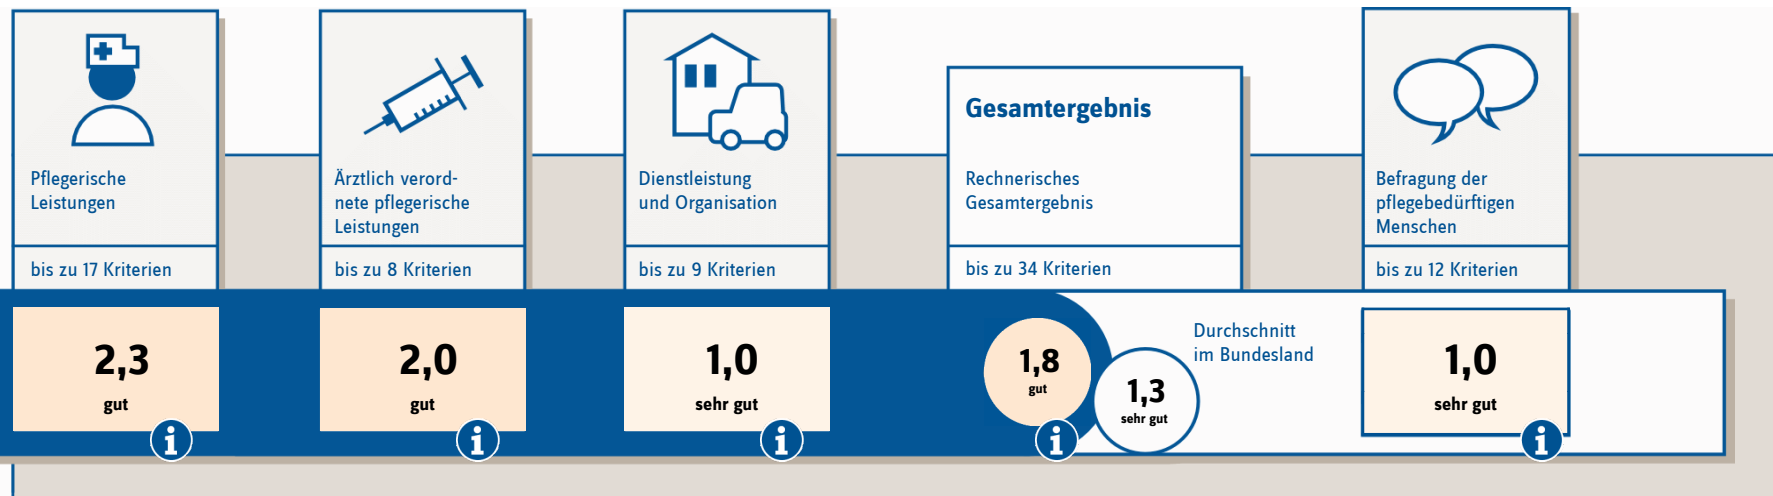 Pflegerische
Leistungen
bis zu 17 Kriterien
2,3
gut
i
Ärztlich verord-
nete pflegerische
Leistungen
bis zu 8 Kriterien
2,0
gut
i
Dienstleistung
und Organisation
bis zu 9 Kriterien
1,0
sehr gut
i
Gesamtergebnis
Rechnerisches
Gesamtergebnis
bis zu 34 Kriterien
1,8
gut
i
Durchschnitt
im Bundesland
1,3
sehr gut
Befragung der
pflegebedürftigen
Menschen
bis zu 12 Kriterien
1,0
sehr gut
i